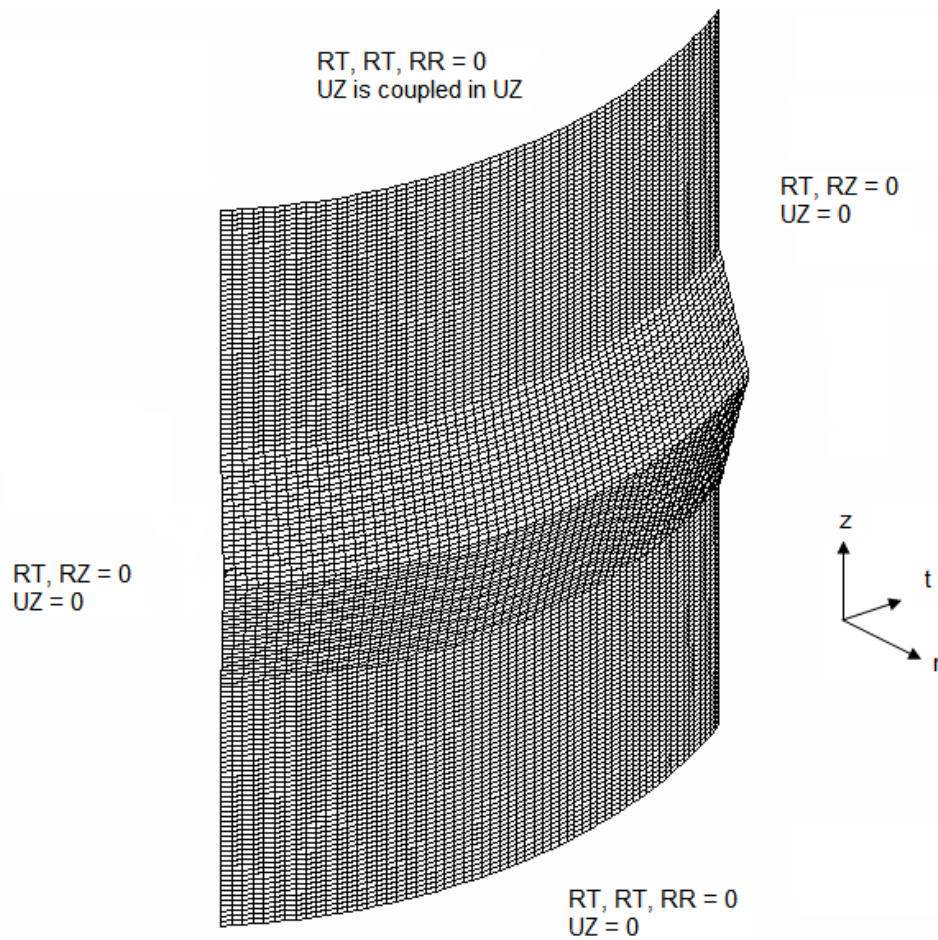 RT, RT, RR = 0
UZ is coupled in UZ
RT, RZ = 0
UZ = 0
RT, RZ = 0
UZ = 0
z
t
r
RT, RT, RR = 0
UZ = 0